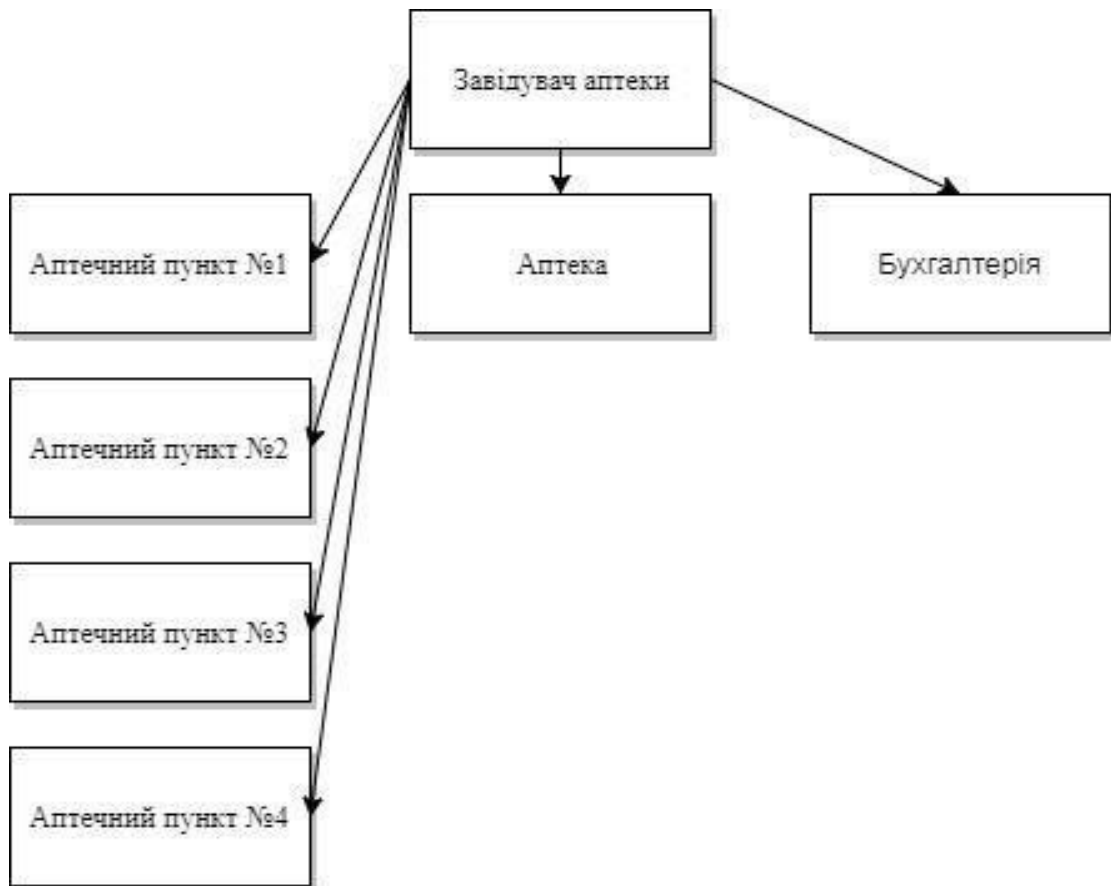 Завідувач аптеки
Аптечний пункт №1
Аптека
Бухгалтерія
Аптечний пункт №2
Аптечний пункт №3
Аптечний пункт №4